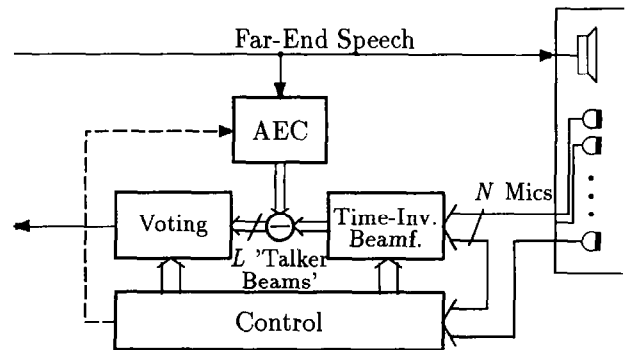 Far-End Speech
AEC
N Mics
Voting
Time-Inv.
Beamf.
L 'Talker
Beams'
Control